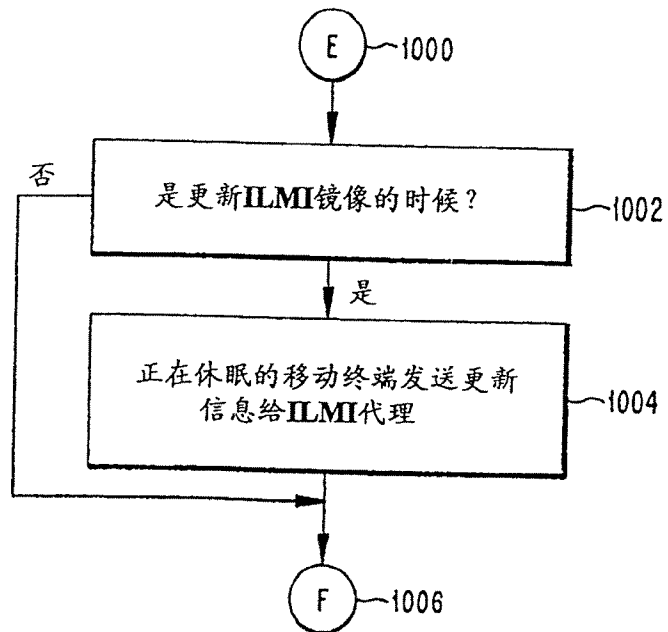 E
1000
否
是更新ILMI镜像的时候？
1002
是
正在休眠的移动终端发送更新
信息给ILMI代理
1004
F
1006